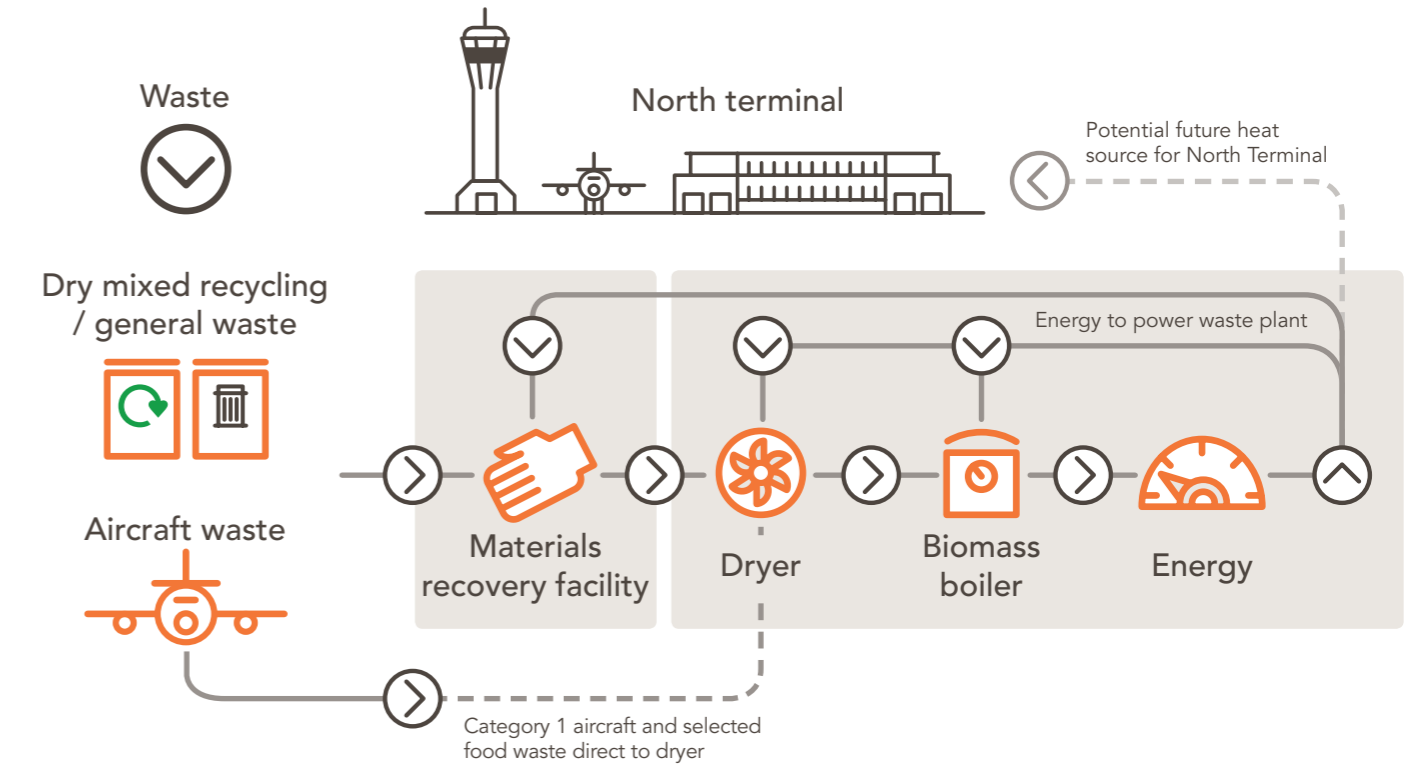 Waste
North terminal
Potential future heat
source for North Terminal
Dry mixed recycling
/ general waste
Energy to power waste plant
Aircraft waste
Materials
recovery facility
Dryer
Biomass
boiler
Energy
Category 1 aircraft and selected
food waste direct to dryer